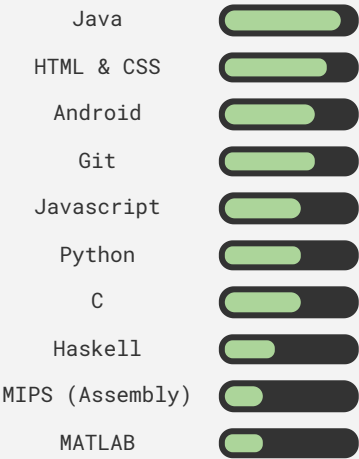 Java
HTML & CSS
Android
Git
Javascript
Python
C
Haskell
MIPS (Assembly)
MATLAB